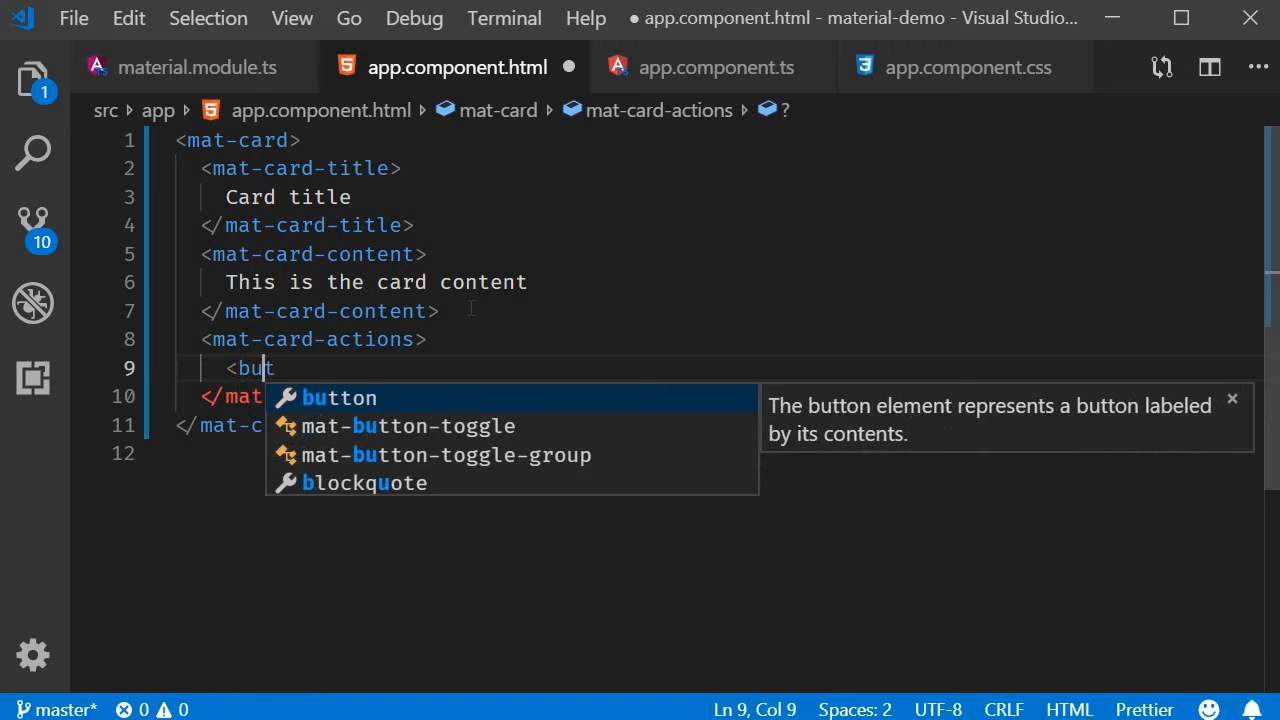 File Edit Selection View Go Debug Terminal Help ● app.component.html - material-demo - Visual Studio...
material.module.ts app.component.html app.component.ts app.component.css
src > app > app.component.html > mat-card > mat-card-actions > ?
1 <mat-card>
2 <mat-card-title>
3 Card title
4 </mat-card-title>
5 <mat-card-content>
6 This is the card content
7 </mat-card-content>
8 <mat-card-actions>
9 <but
10 </mat
11 </mat-c
12
button
mat-button-toggle
mat-button-toggle-group
blockquote
The button element represents a button labeled
by its contents.
1
10
master* 0 0 Ln 9, Col 9 Spaces: 2 UTF-8 CRLF HTML Prettier